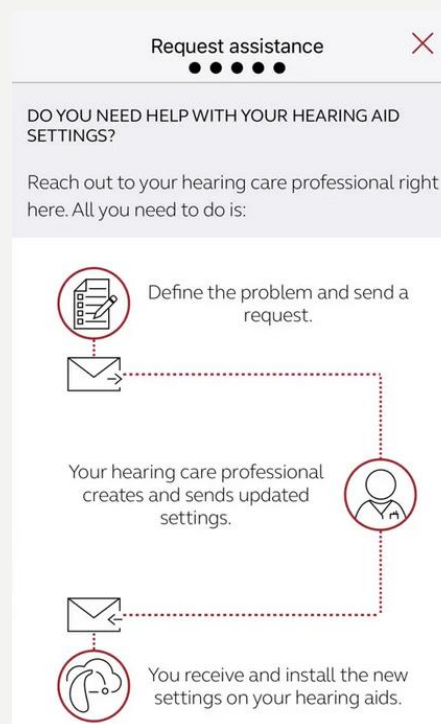 Request assistance
DO YOU NEED HELP WITH YOUR HEARING AID
SETTINGS?
Reach out to your hearing care professional right
here. All you need to do is:
Define the problem and send a
request.
Your hearing care professional
creates and sends updated
settings.
You receive and install the new
settings on your hearing aids.